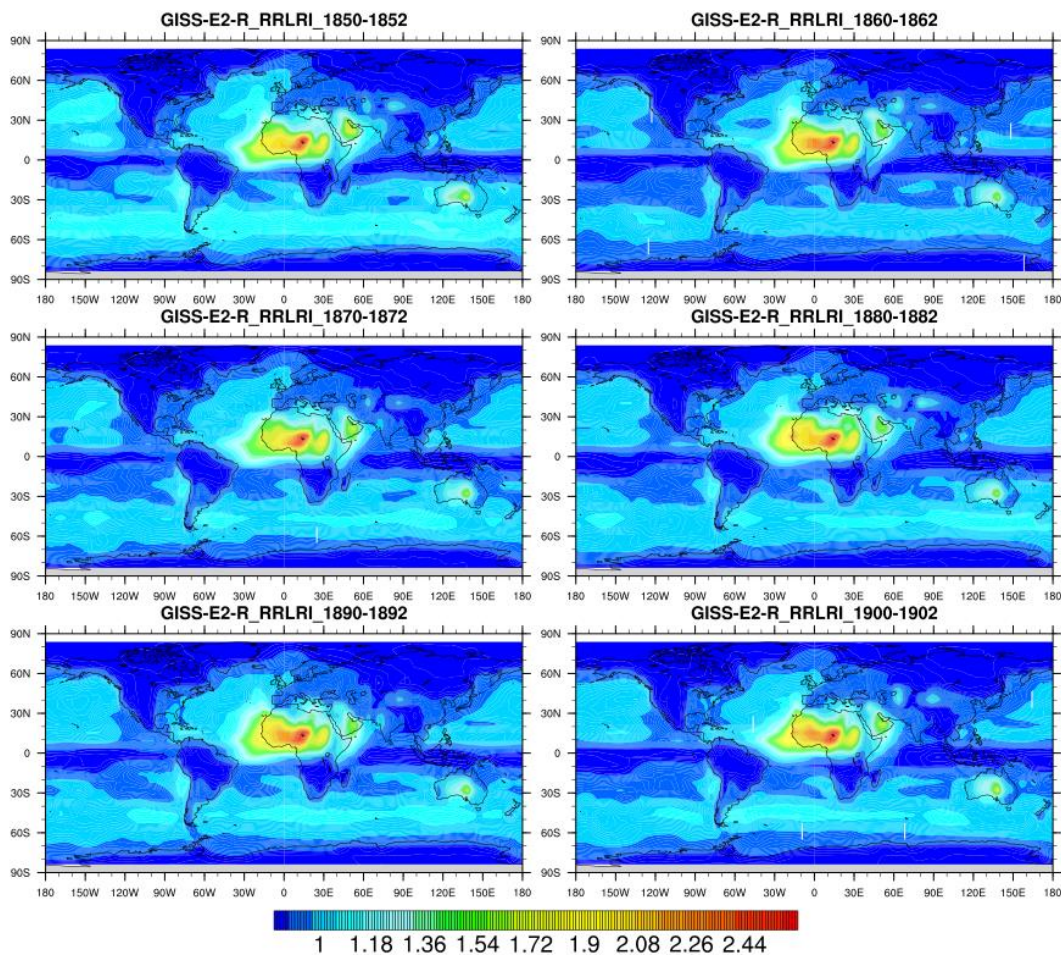 GISS-E2-R_RRLRI_1850-1852
GISS-E2-R_RRLRI_1860-1862
90N
60N
30N
0
30S
60S
90S
180 150W 120W 90W 60W 30W 0 30E 60E 90E 120E 150E 180
90N
60N
30N
0
30S
60S
90S
180 150W 120W 90W 60W 30W 0 30E 60E 90E 120E 150E 180
GISS-E2-R_RRLRI_1870-1872
GISS-E2-R_RRLRI_1880-1882
90N
60N
30N
0
30S
60S
90S
180 150W 120W 90W 60W 30W 0 30E 60E 90E 120E 150E 180
90N
60N
30N
0
30S
60S
90S
180 150W 120W 90W 60W 30W 0 30E 60E 90E 120E 150E 180
GISS-E2-R_RRLRI_1890-1892
GISS-E2-R_RRLRI_1900-1902
90N
60N
30N
0
30S
60S
90S
180 150W 120W 90W 60W 30W 0 30E 60E 90E 120E 150E 180
90N
60N
30N
0
30S
60S
90S
180 150W 120W 90W 60W 30W 0 30E 60E 90E 120E 150E 180
1 1.18 1.36 1.54 1.72 1.9 2.08 2.26 2.44